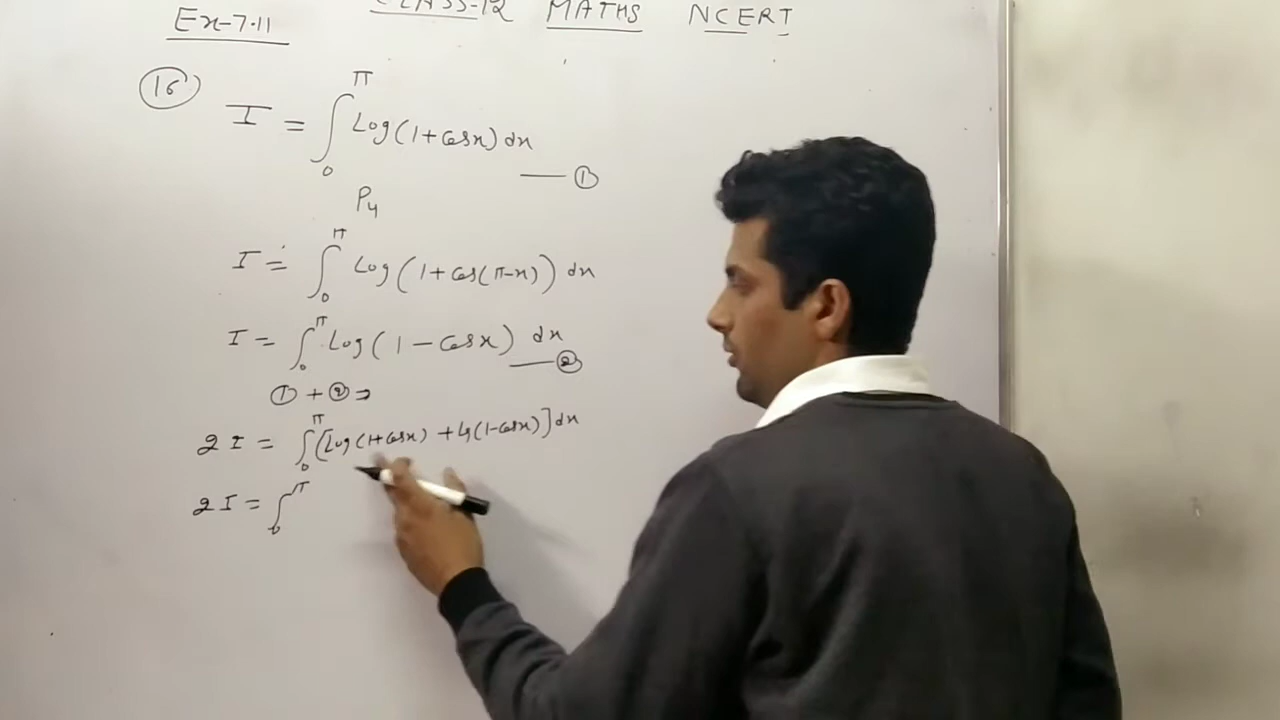 CLASS-12 MATHS NCERT
Ex-7.11
16
I = ∫₀^π Log(1+cosx)dx —— ①
P4
I = ∫₀^π Log(1+cos(π-x)) dx
I = ∫₀^π Log(1-cosx) dx —— ②
① + ② ⇒
2I = ∫₀^π [Log(1+cosx) + lg(1-cosx)]dx
2I = ∫₀^π